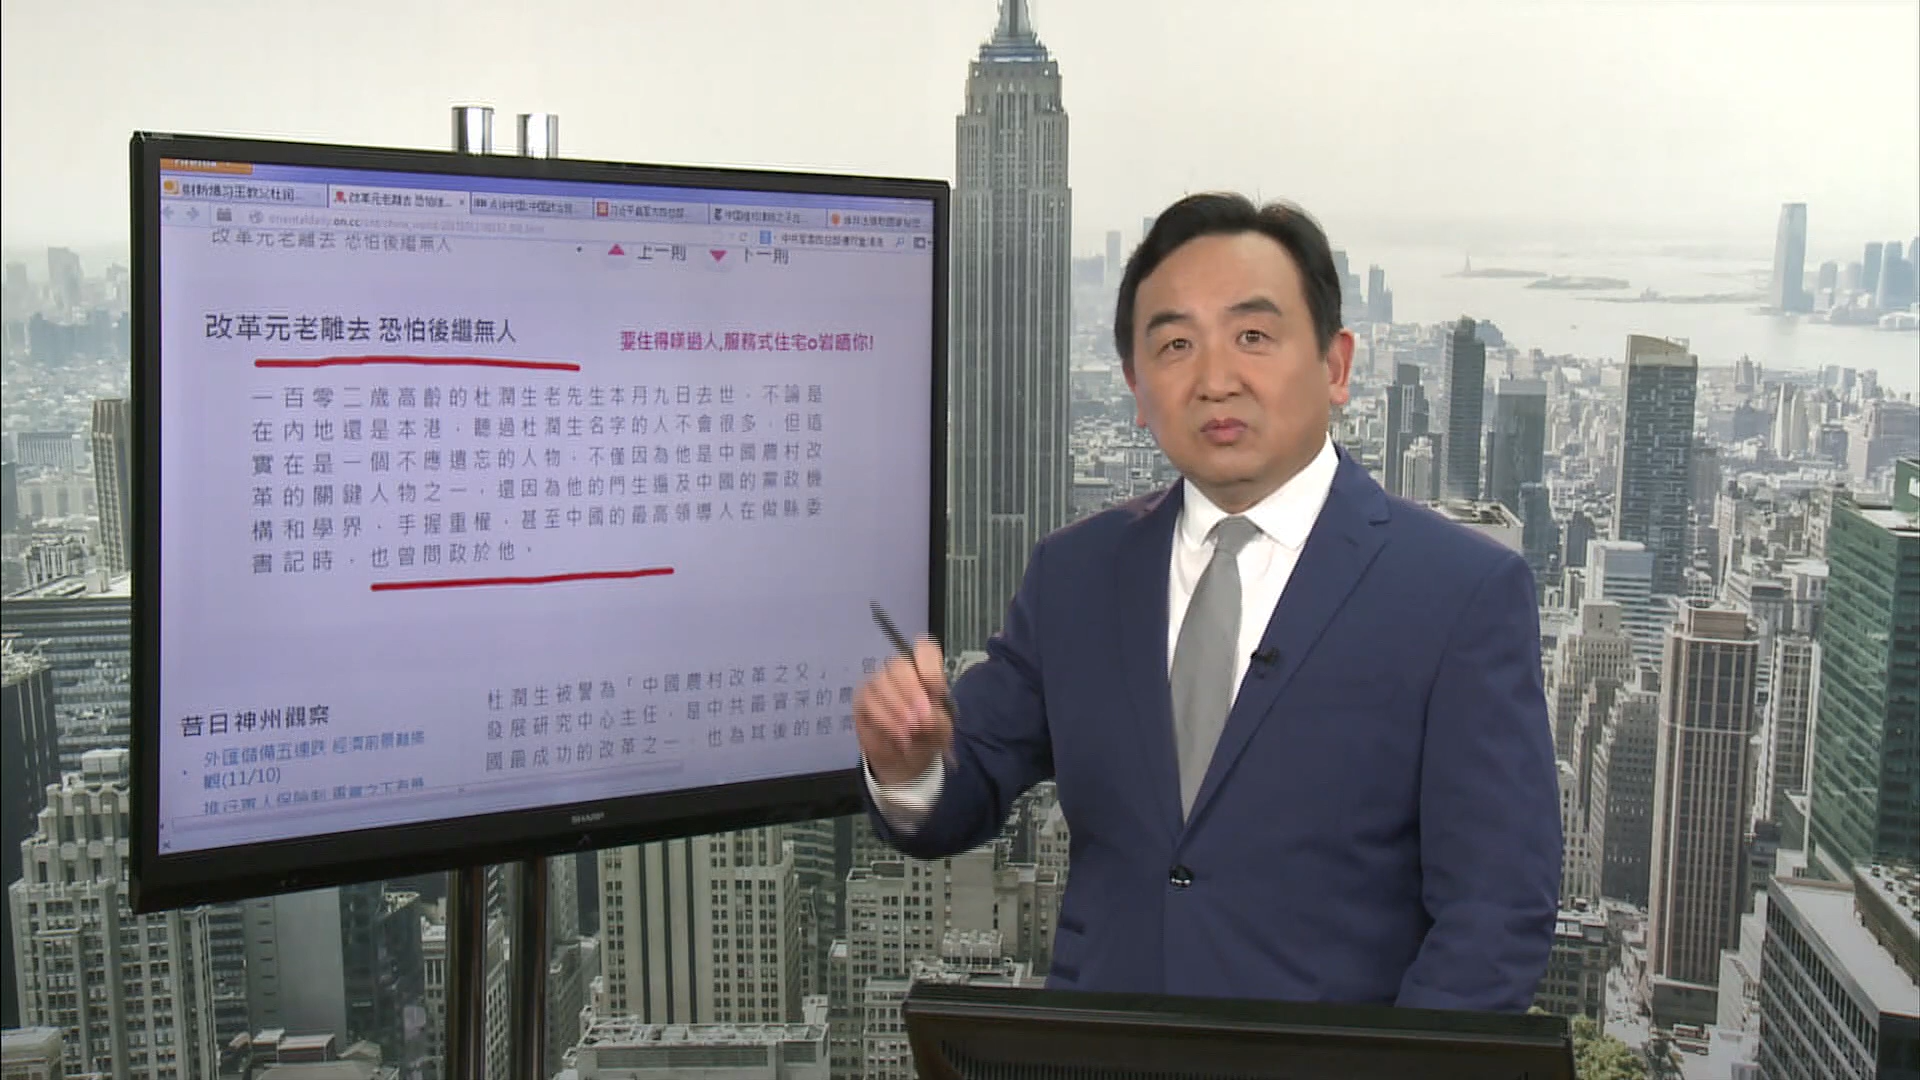 改革元老離去 恐怕後繼無人
上一則
下一則
改革元老離去 恐怕後繼無人
要住得嘆過人,服務式住宅o岩晒你!
一百零二歲高齡的杜潤生老先生本月九日去世,不論是
在內地還是本港,聽過杜潤生名字的人不會很多,但這
實在是一個不應遺忘的人物,不僅因為他是中國農村改
革的關鍵人物之一,還因為他的門生遍及中國的黨政機
構和學界,手握重權,甚至中國的最高領導人在做縣委
書記時,也曾問政於他。
杜潤生被譽為「中國農村改革之父」,曾
發展研究中心主任,是中共最資深的農
國最成功的改革之一,也為其後的經濟
昔日神州觀察
外匯儲備五連跌 經濟前景難
觀(11/10)
SHARP